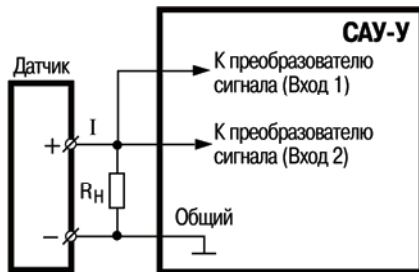 САУ-У
К преобразователю
сигнала (Вход 1)
Датчик
I
+
К преобразователю
сигнала (Вход 2)
Rн
Общий
−